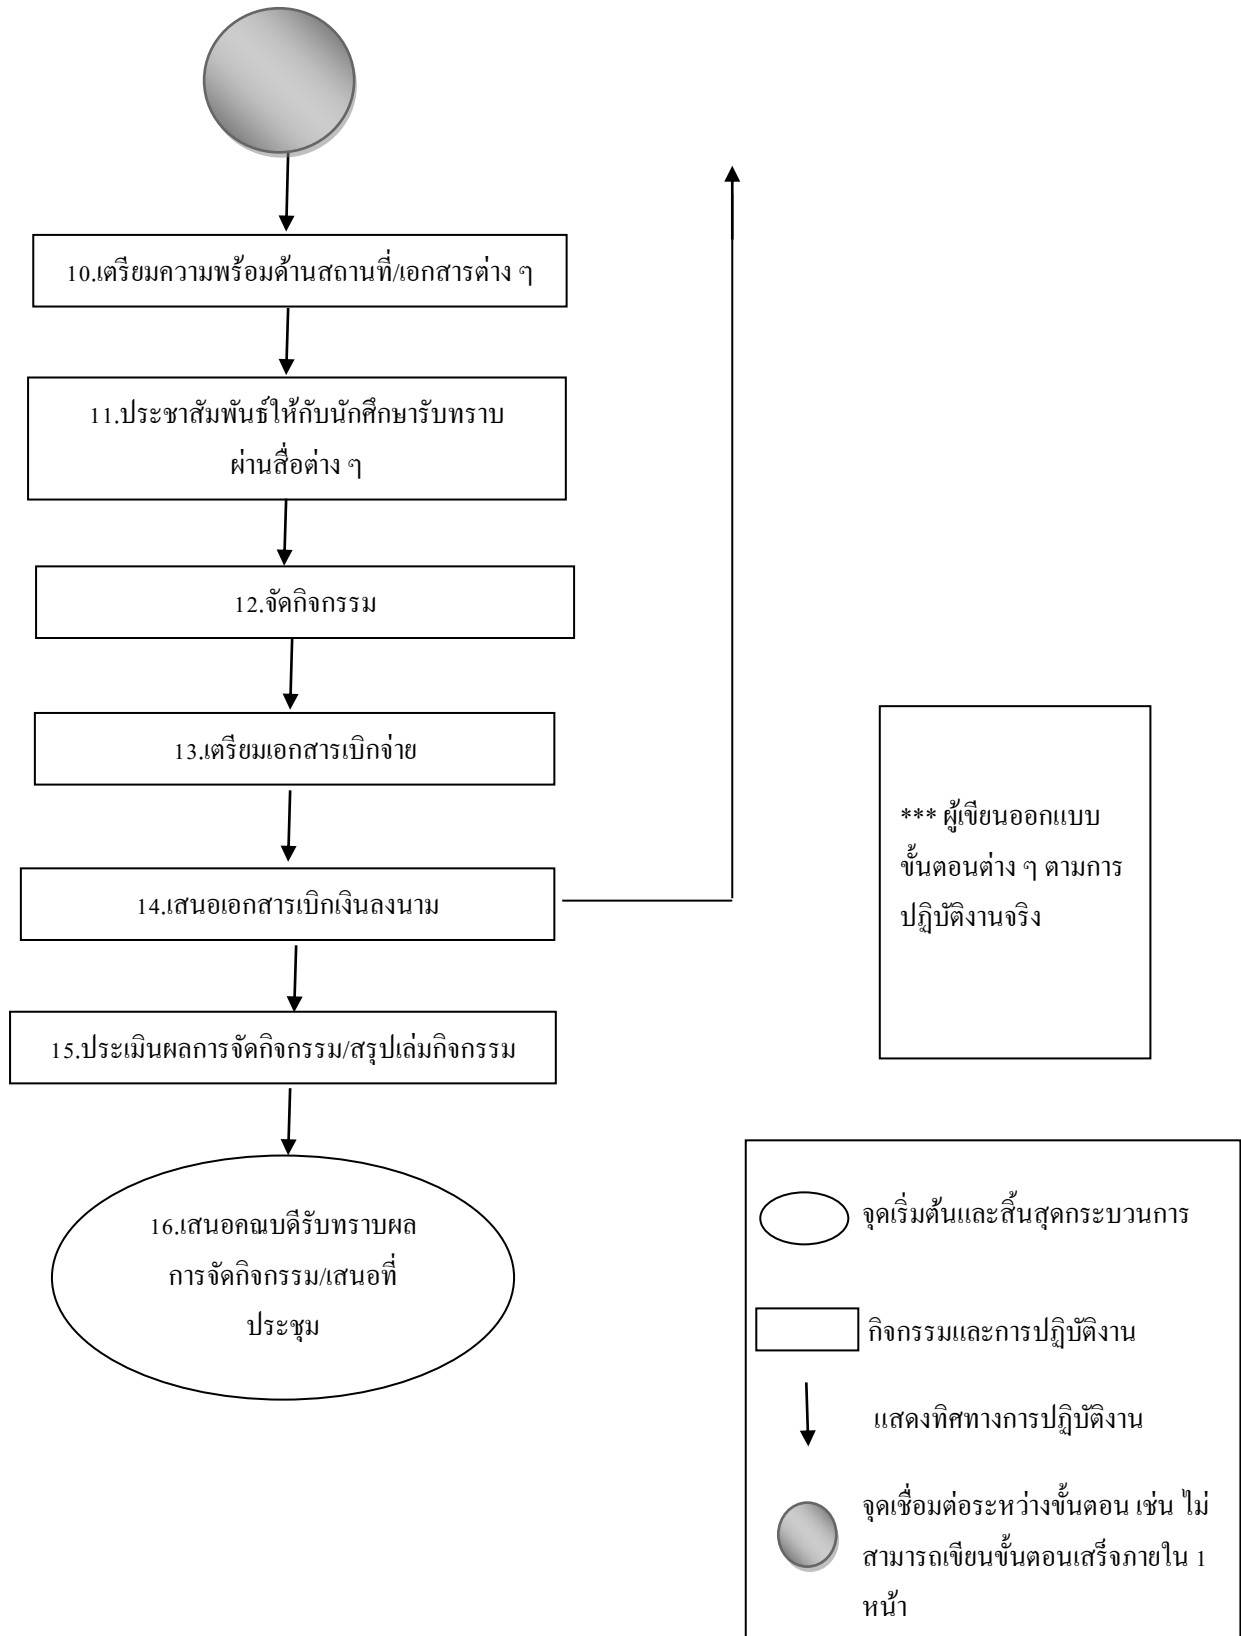 10.เตรียมความพร้อมด้านสถานที่/เอกสารต่าง ๆ
11.ประชาสัมพันธ์ให้กับนักศึกษารับทราบ
ผ่านสื่อต่าง ๆ
12.จัดกิจกรรม
13.เตรียมเอกสารเบิกจ่าย
14.เสนอเอกสารเบิกเงินลงนาม
15.ประเมินผลการจัดกิจกรรม/สรุปเล่มกิจกรรม
16.เสนอคณบดีรับทราบผล
การจัดกิจกรรม/เสนอที่
ประชุม
*** ผู้เขียนออกแบบ
ขั้นตอนต่าง ๆ ตามการ
ปฏิบัติงานจริง
จุดเริ่มต้นและสิ้นสุดกระบวนการ
กิจกรรมและการปฏิบัติงาน
แสดงทิศทางการปฏิบัติงาน
จุดเชื่อมต่อระหว่างขั้นตอน เช่น ไม่
สามารถเขียนขั้นตอนเสร็จภายใน 1
หน้า